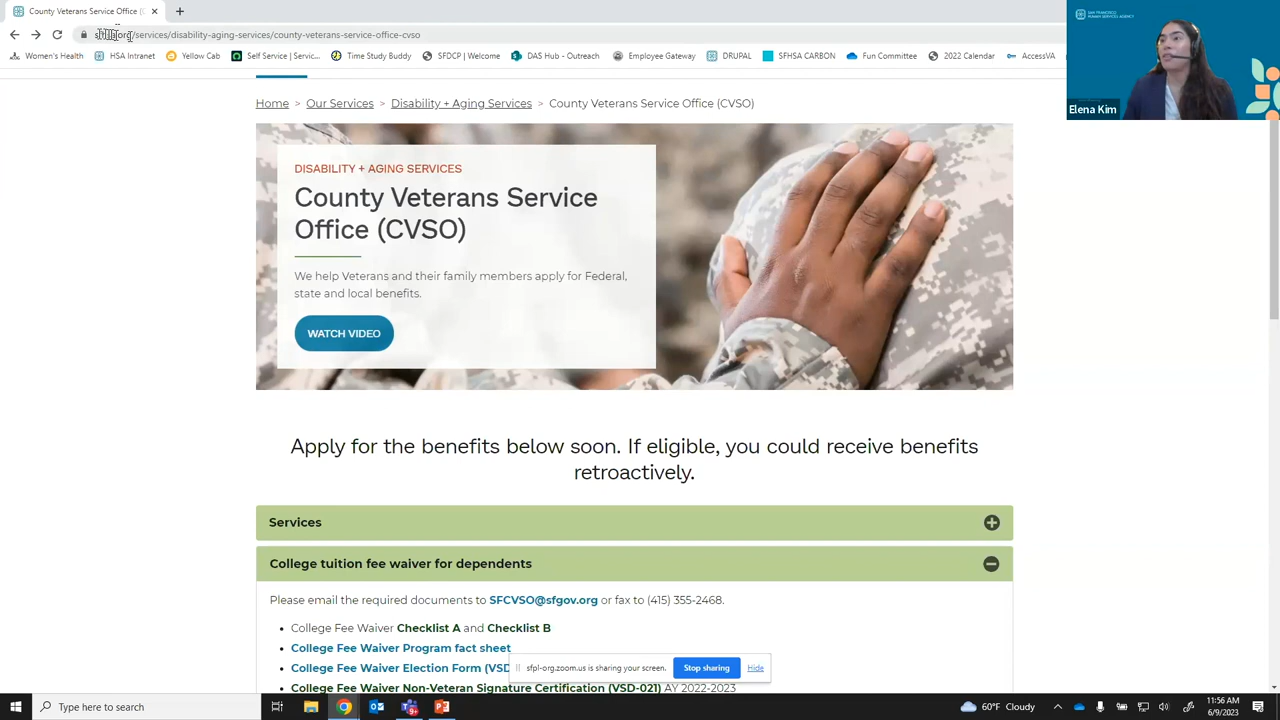 County Veterans Service Office [
/services/disability-aging-services/county-veterans-service-office-cvso
Women's Health
HSA Intranet
Yellow Cab
Self Service | Servic...
Time Study Buddy
SFDCP | Welcome
DAS Hub - Outreach
Employee Gateway
DRUPAL
SFHSA CARBON
Fun Committee
2022 Calendar
AccessVA
SAN FRANCISCO
HUMAN SERVICES AGENCY
Elena Kim
Home > Our Services > Disability + Aging Services > County Veterans Service Office (CVSO)
DISABILITY + AGING SERVICES
County Veterans Service
Office (CVSO)
We help Veterans and their family members apply for Federal,
state and local benefits.
WATCH VIDEO
Apply for the benefits below soon. If eligible, you could receive benefits
retroactively.
Services
College tuition fee waiver for dependents
Please email the required documents to SFCVSO@sfgov.org or fax to (415) 355-2468.
• College Fee Waiver Checklist A and Checklist B
• College Fee Waiver Program fact sheet
• College Fee Waiver Election Form (VSD
sfpl-org.zoom.us is sharing your screen.
Stop sharing
Hide
• College Fee Waiver Non-Veteran Signature Certification (VSD-021) AY 2022-2023
Type here to search
60°F Cloudy
11:56 AM
6/9/2023